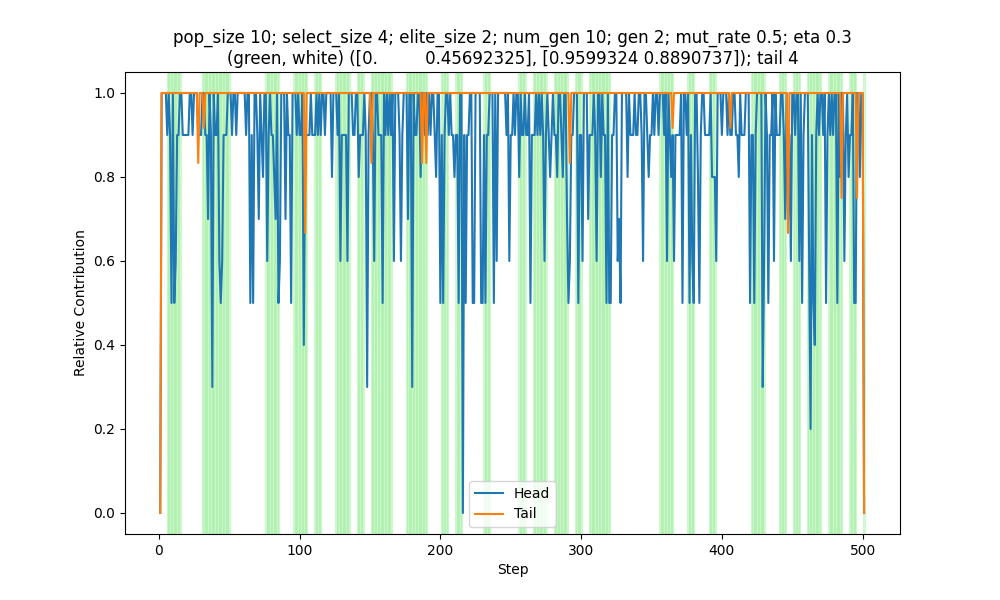 pop_size 10; select_size 4; elite_size 2; num_gen 10; gen 2; mut_rate 0.5; eta 0.3
(green, white) ([0.         0.45692325], [0.9599324 0.8890737]); tail 4
1.0
0.8
0.6
0.4
0.2
0.0
Relative Contribution
Head
Tail
0
100
200
300
400
500
Step